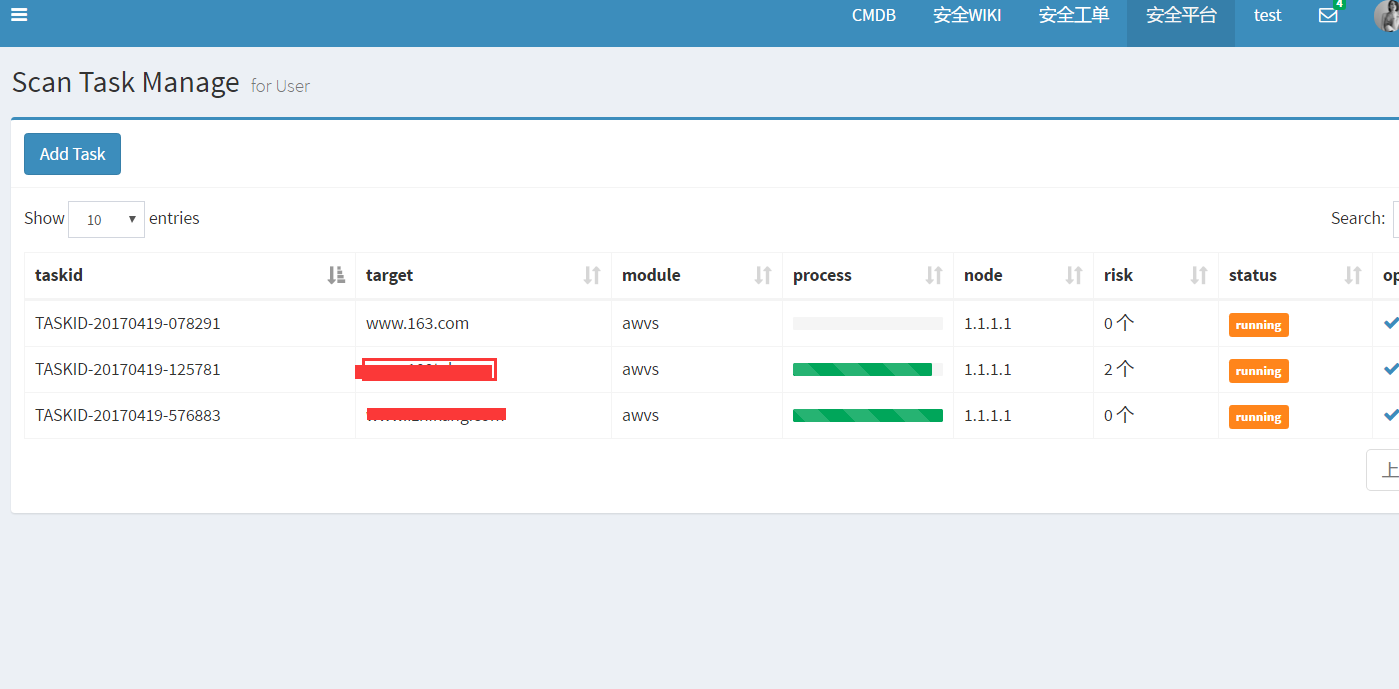 CMDB 安全WIKI 安全工单 安全平台 test 4
Scan Task Manage for User
Add Task
Show 10 entries Search:
taskid target module process node risk status
TASKID-20170419-078291 www.163.com awvs 1.1.1.1 0 个 running
TASKID-20170419-125781 awvs 1.1.1.1 2 个 running
TASKID-20170419-576883 awvs 1.1.1.1 0 个 running
上